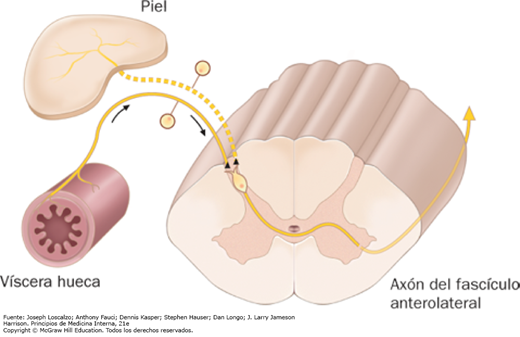 Piel
Víscera hueca
Axón del fascículo
anterolateral
Fuente: Joseph Loscalzo; Anthony Fauci; Dennis Kasper; Stephen Hauser; Dan Longo; J. Larry Jameson
Harrison. Principios de Medicina Interna, 21e
Copyright © McGraw Hill Education. Todos los derechos reservados.